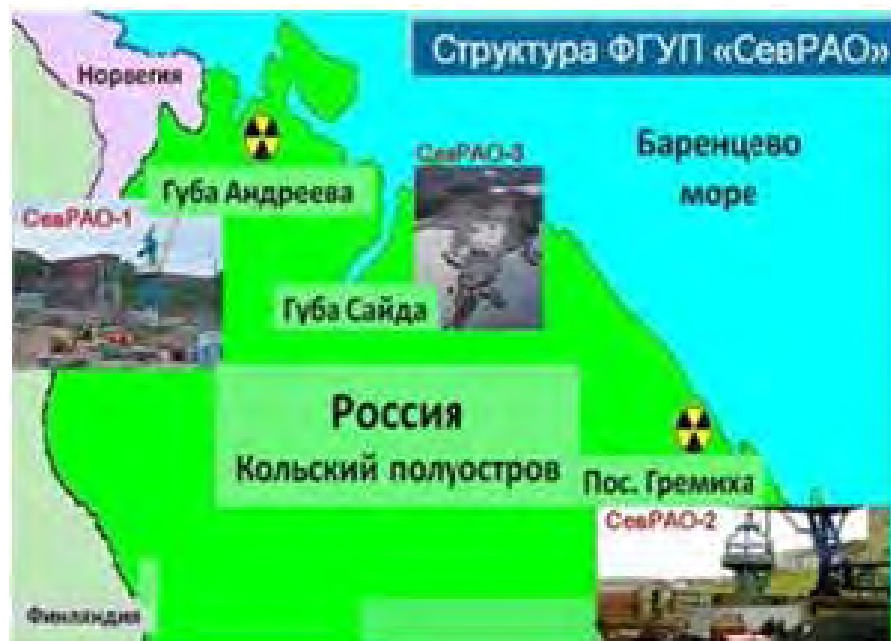 Структура ФГУП «СевРАО»
Норвегия
Баренцево
море
СевРАО-3
Губа Андреева
СевРАО-1
Губа Сайда
Россия
Кольский полуостров
Пос. Гремиха
СевРАО-2
Финляндия